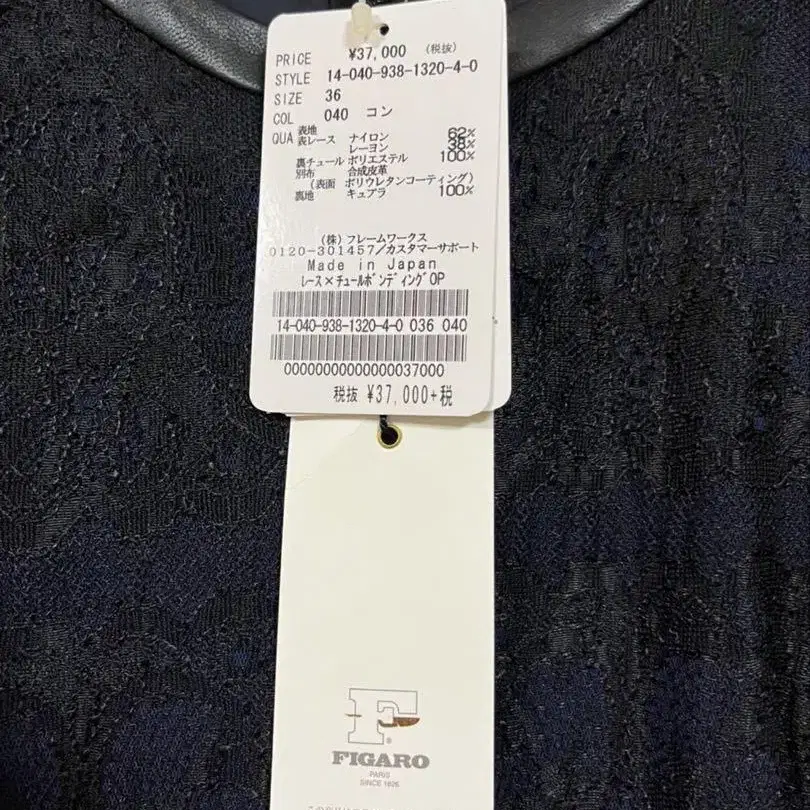 PRICE ¥37,000 (税抜)
STYLE 14-040-938-1320-4-0
SIZE 36
COL 040 コン
QUA 表地
表レース ナイロン 62%
レーヨン 38%
裏チュール ポリエステル 100%
別布 合成皮革
(表面 ポリウレタンコーティング)
裏地 キュプラ 100%
(株)フレームワークス
0120-301457/カスタマーサポート
Made in Japan
レース×チュールボンディングOP
14-040-938-1320-4-0 036 040
00000000000000037000
税抜 ¥37,000+税
F
®
FIGARO
PARIS
SINCE 1826